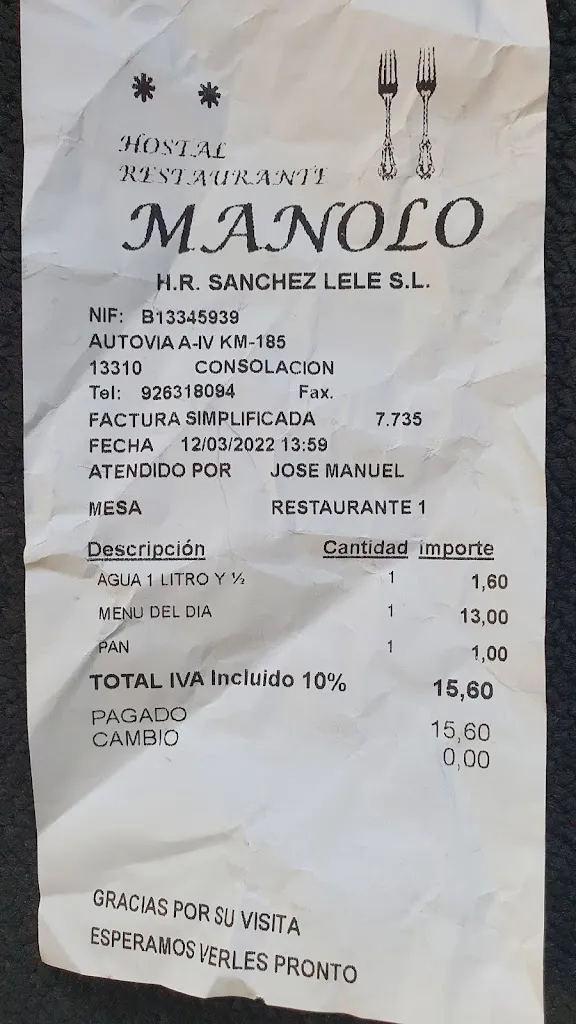 * *
HOSTAL
RESTAURANTE
MANOLO
H.R. SANCHEZ LELE S.L.
NIF: B13345939
AUTOVIA A-IV KM-185
13310 CONSOLACION
Tel: 926318094 Fax.
FACTURA SIMPLIFICADA 7.735
FECHA 12/03/2022 13:59
ATENDIDO POR JOSE MANUEL
MESA RESTAURANTE 1
Descripción Cantidad importe
AGUA 1 LITRO Y ½ 1 1,60
MENU DEL DIA 1 13,00
PAN 1 1,00
TOTAL IVA Incluido 10% 15,60
PAGADO 15,60
CAMBIO 0,00
GRACIAS POR SU VISITA
ESPERAMOS VERLES PRONTO